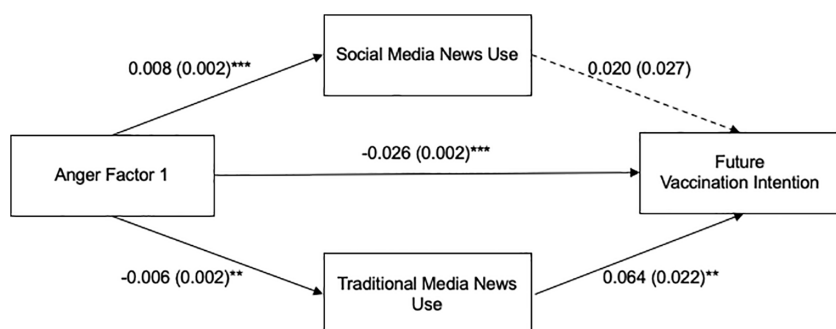 Social Media News Use
0.008 (0.002)***
0.020 (0.027)
Anger Factor 1
-0.026 (0.002)***
Future
Vaccination Intention
-0.006 (0.002)**
Traditional Media News
Use
0.064 (0.022)**